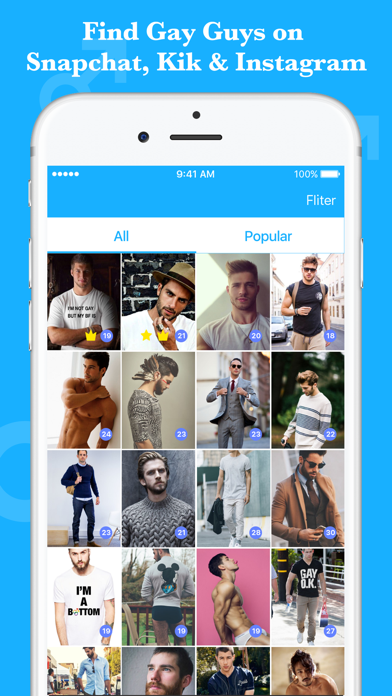 Find Gay Guys on
Snapchat, Kik & Instagram
9:41 AM
100%
Fliter
All
Popular
I'M NOT GAY
BUT MY BF IS
19
21
20
18
24
23
23
22
23
21
28
30
I'M
A
BOTTOM
19
19
19
GAY
O.K.
27